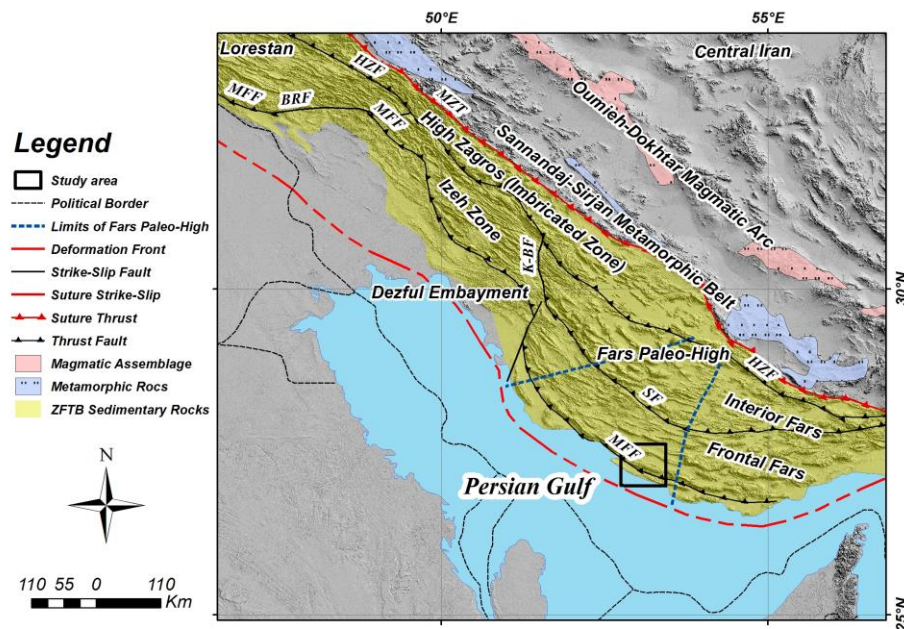 50°E
55°E
Lorestan
Central Iran
HZF
MFF
BRF
MFF
MZT
Oumieh-Dokhtar Magmatic Arc
Sannandai-Sirjan Metamorphic Belt
High Zagros (Imbricated Zone)
Izeh Zone
K-BF
Dezful Embayment
30°N
Fars Paleo-High
HZF
SF
Interior Fars
MFF
Frontal Fars
Persian Gulf
25°N
Legend
Study area
Political Border
Limits of Fars Paleo-High
Deformation Front
Strike-Slip Fault
Suture Strike-Slip
Suture Thrust
Thrust Fault
Magmatic Assemblage
Metamorphic Rocs
ZFTB Sedimentary Rocks
N
110 55 0 110
Km